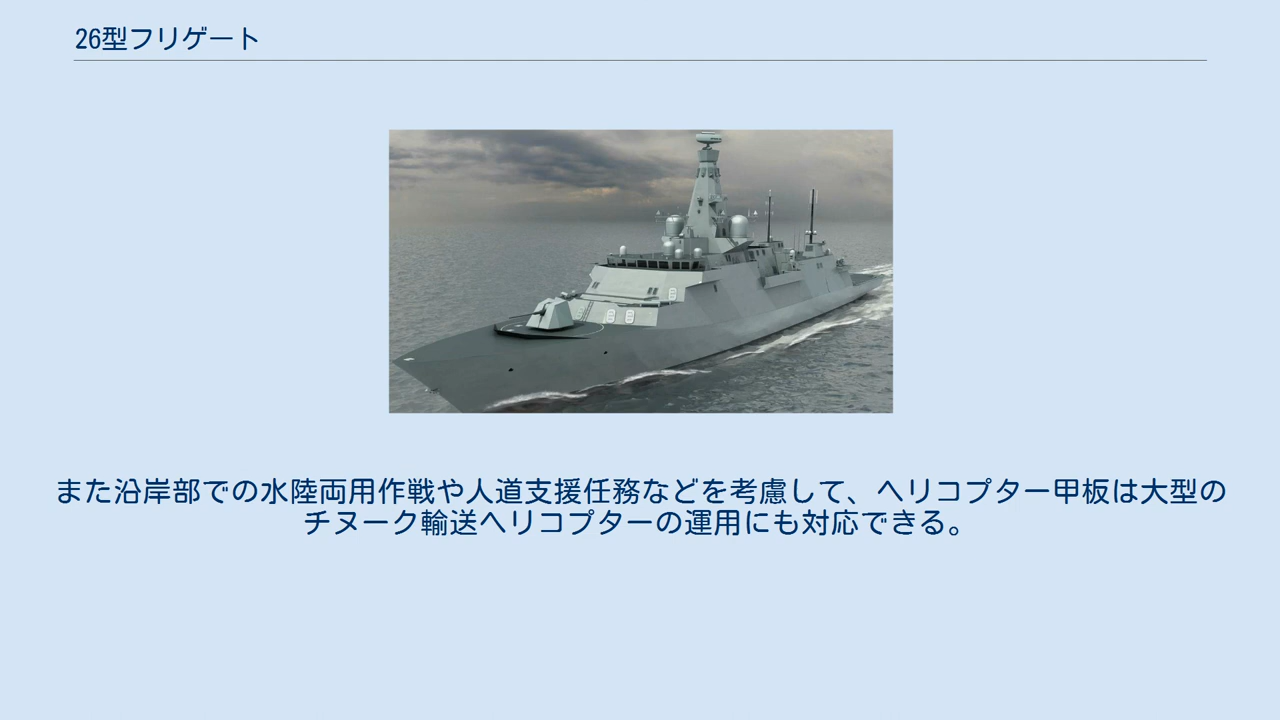 26型フリゲート
また沿岸部での水陸両用作戦や人道支援任務などを考慮して、ヘリコプター甲板は大型の
チヌーク輸送ヘリコプターの運用にも対応できる。